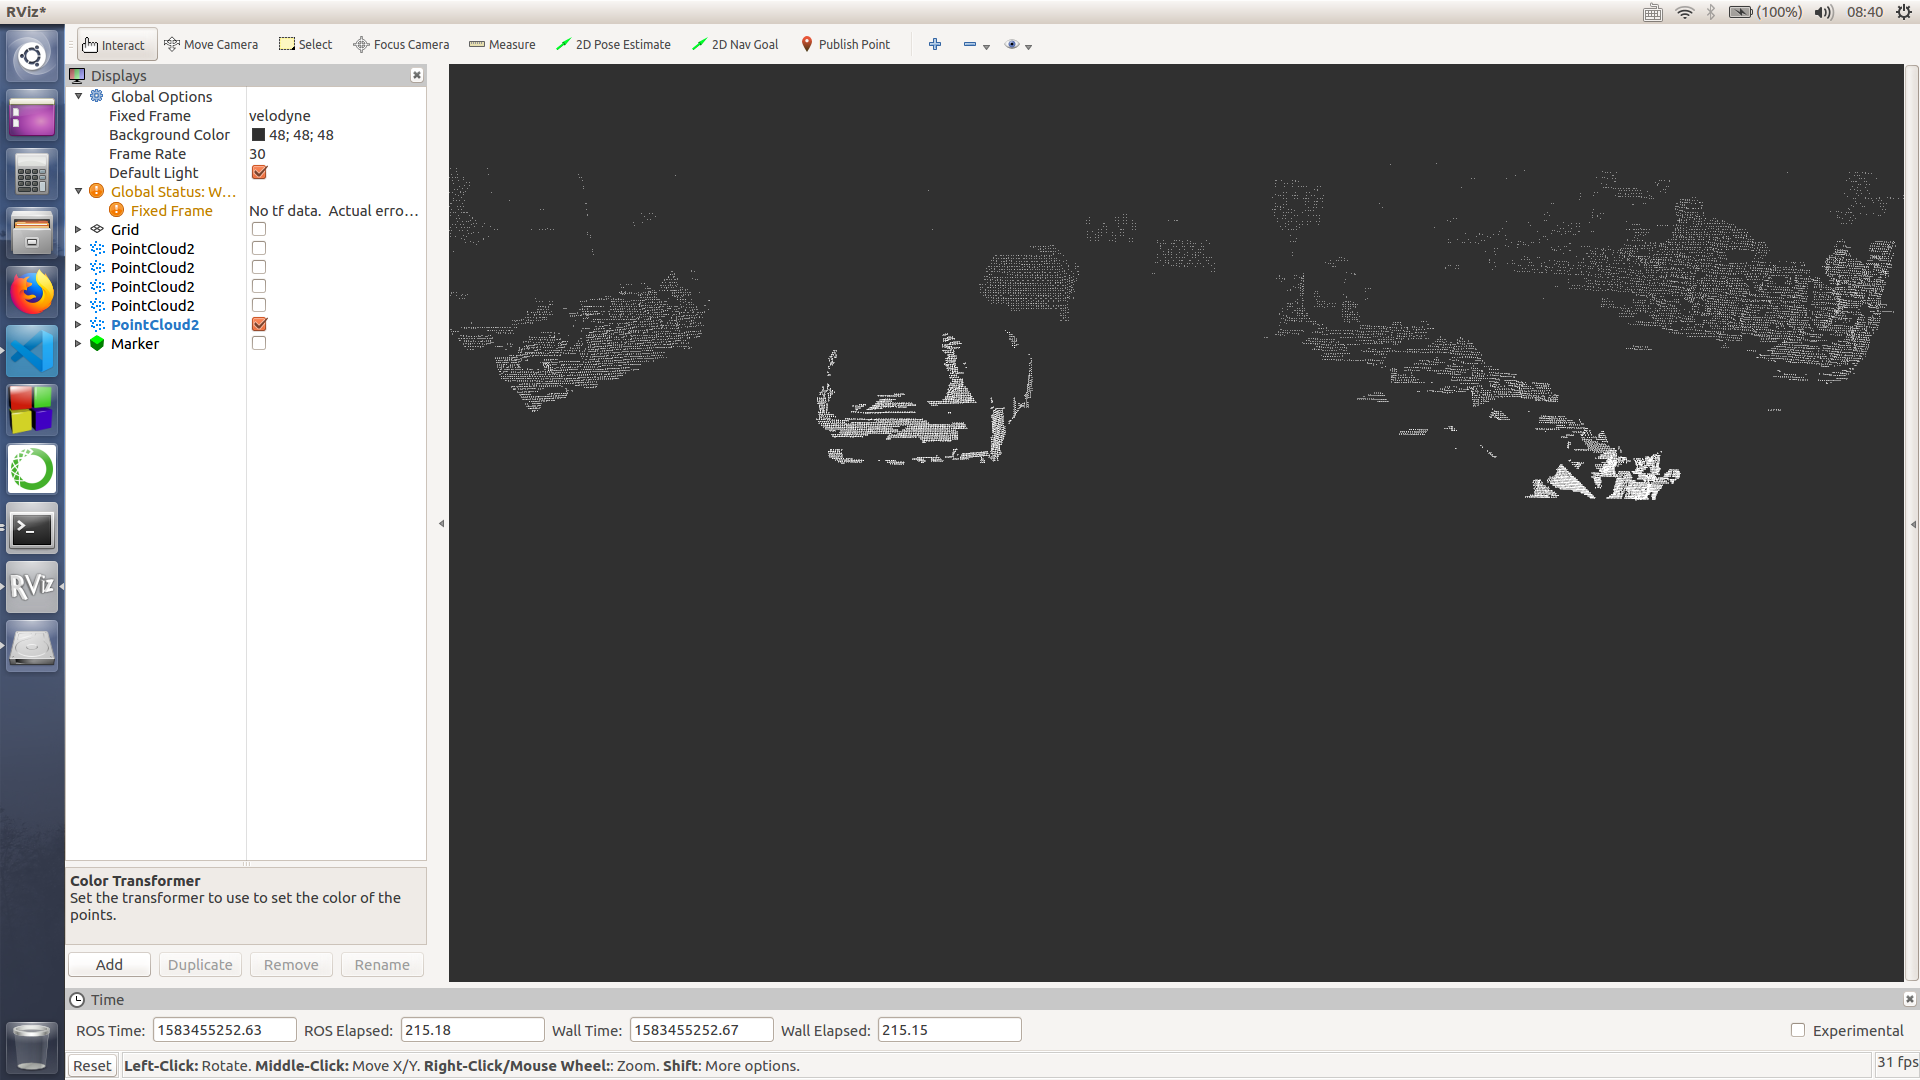 RViz*
(100%)
08:40
Interact
Move Camera
Select
Focus Camera
Measure
2D Pose Estimate
2D Nav Goal
Publish Point
Displays
Global Options
Fixed Frame velodyne
Background Color 48; 48; 48
Frame Rate 30
Default Light
Global Status: W...
Fixed Frame No tf data. Actual erro...
Grid
PointCloud2
PointCloud2
PointCloud2
PointCloud2
PointCloud2
Marker
RViz
Color Transformer
Set the transformer to use to set the color of the
points.
Add
Duplicate
Remove
Rename
Time
ROS Time: 1583455252.63
ROS Elapsed: 215.18
Wall Time: 1583455252.67
Wall Elapsed: 215.15
Experimental
Reset
Left-Click: Rotate. Middle-Click: Move X/Y. Right-Click/Mouse Wheel:: Zoom. Shift: More options.
31 fps